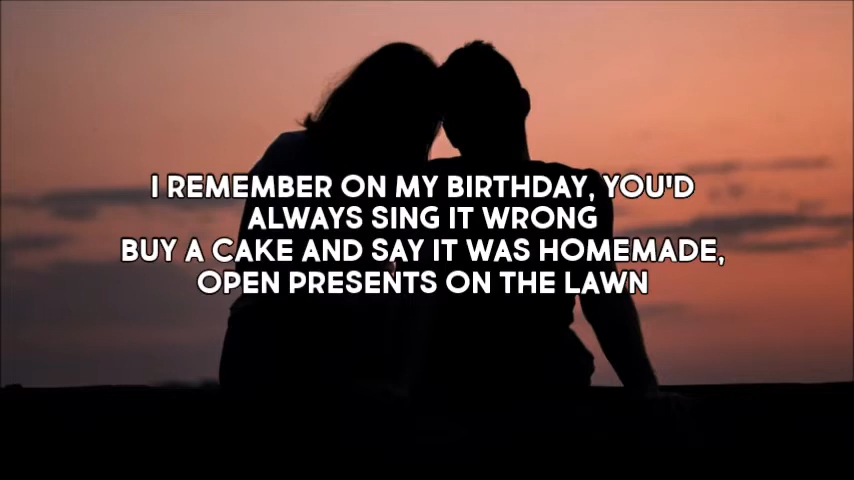 I REMEMBER ON MY BIRTHDAY, YOU'D
ALWAYS SING IT WRONG
BUY A CAKE AND SAY IT WAS HOMEMADE,
OPEN PRESENTS ON THE LAWN